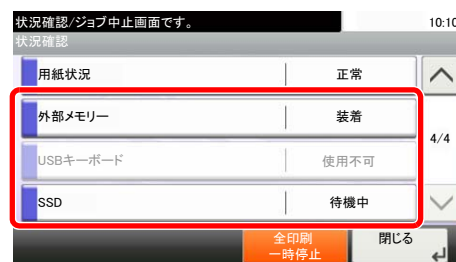 状況確認/ジョブ中止画面です。 10:10
状況確認
用紙状況 正常
外部メモリー 装着
4/4
USBキーボード 使用不可
SSD 待機中
全印刷
一時停止
閉じる